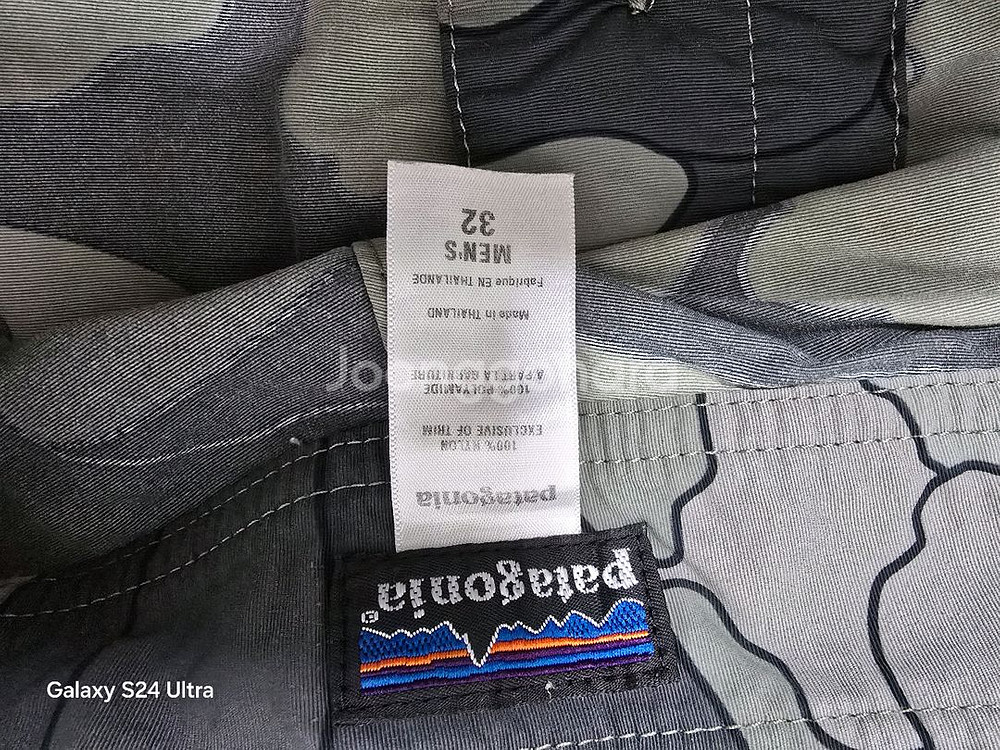 patagonia
100% NYLON
EXCLUSIVE OF TRIM
100% POLYAMIDE
A PART LA GARNITURE
Made in THAILAND
Fabriqué EN THAILANDE
MEN'S
32
patagonia®
Galaxy S24 Ultra